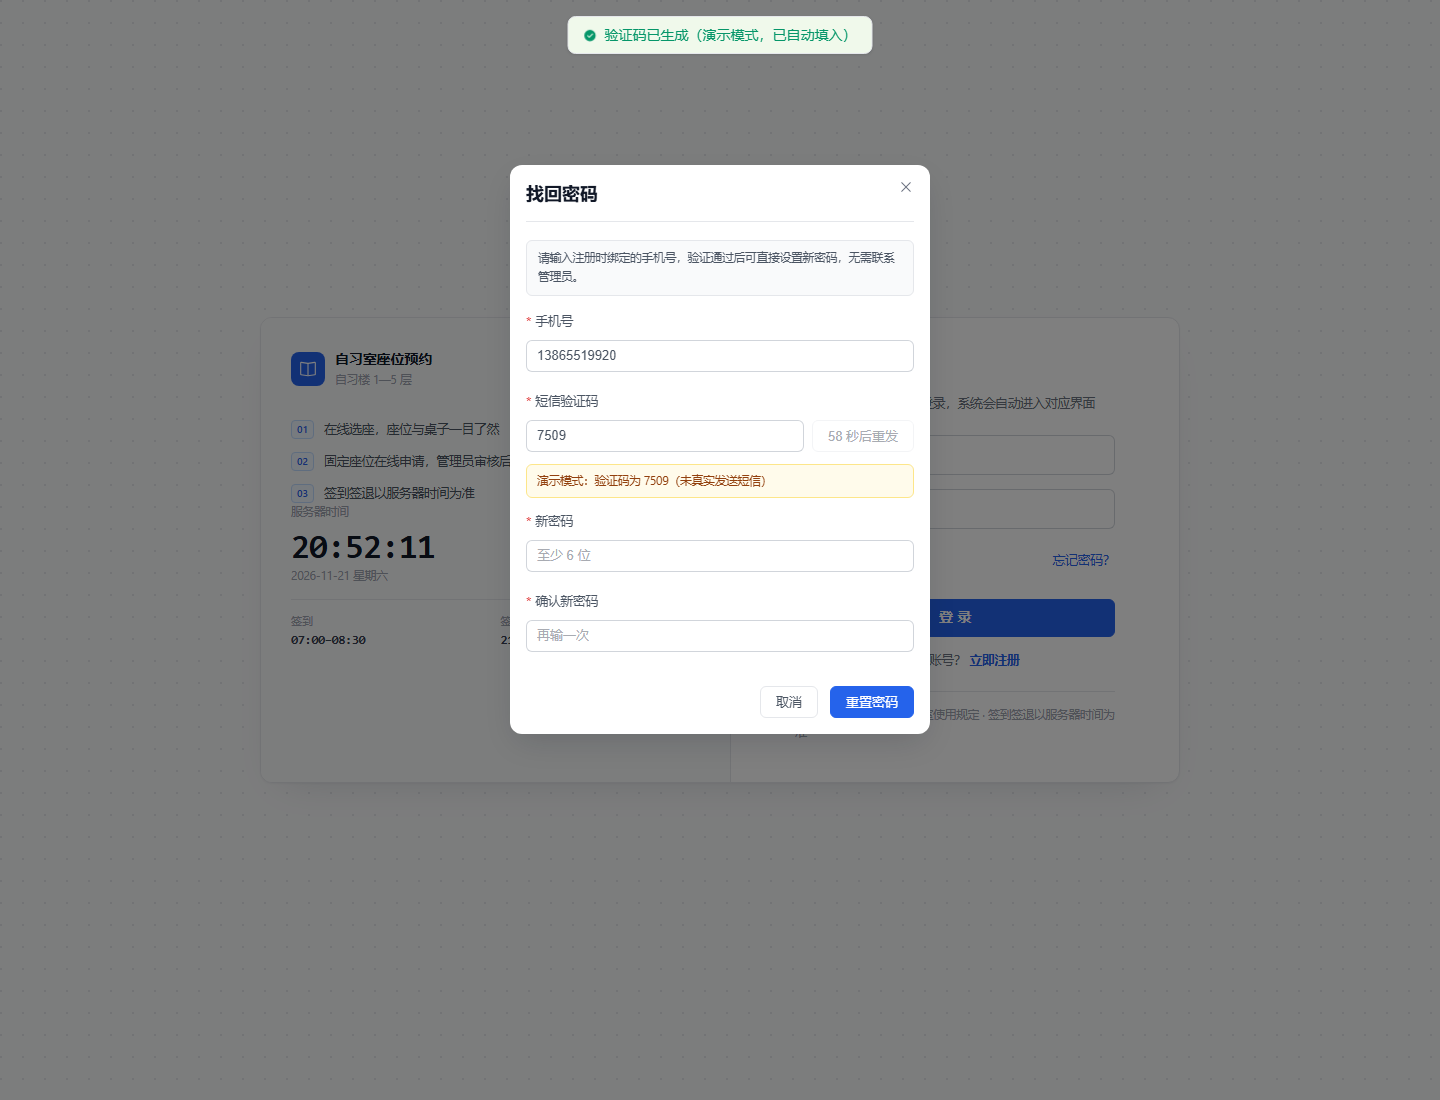 验证码已生成（演示模式，已自动填入）
找回密码
请输入注册时绑定的手机号，验证通过后可直接设置新密码，无需联系
管理员。
* 手机号
13865519920
* 短信验证码
7509
58 秒后重发
演示模式：验证码为 7509（未真实发送短信）
* 新密码
至少 6 位
* 确认新密码
再输一次
取消
重置密码
自习室座位预约
自习楼 1—5 层
01 在线选座，座位与桌子一目了然
02 固定座位在线申请，管理员审核后
03 签到签退以服务器时间为准
服务器时间
20:52:11
2026-11-21 星期六
签到
07:00-08:30
录，系统会自动进入对应界面
忘记密码?
登 录
账号？ 立即注册
使用规定 · 签到签退以服务器时间为